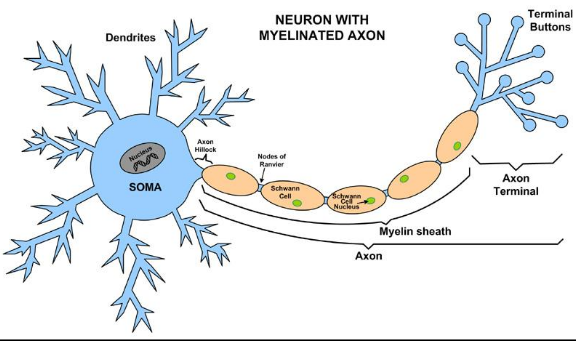 NEURON WITH
MYELINATED AXON
Terminal
Buttons
Dendrites
Axon
Hillock
Nucleus
Nodes of
Ranvier
SOMA
Schwann
Cell
Schwann
Cell
Nucleus
Axon
Terminal
Myelin sheath
Axon